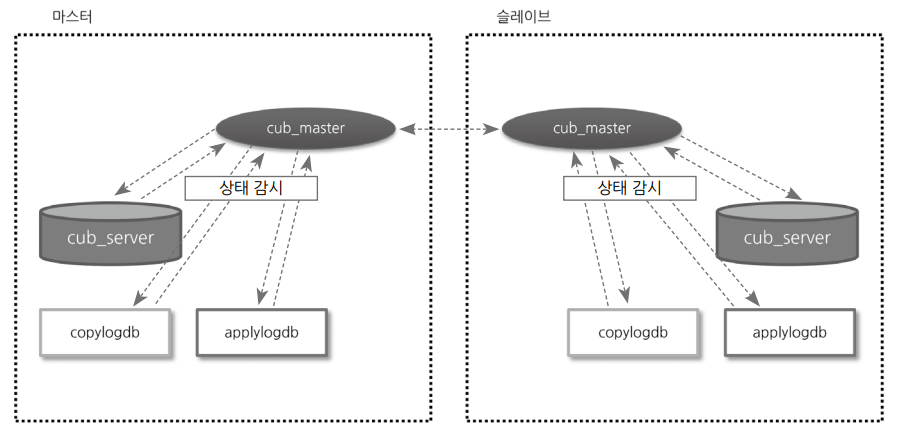 마스터
슬레이브
cub_master
cub_master
상태 감시
상태 감시
cub_server
cub_server
copylogdb
applylogdb
copylogdb
applylogdb